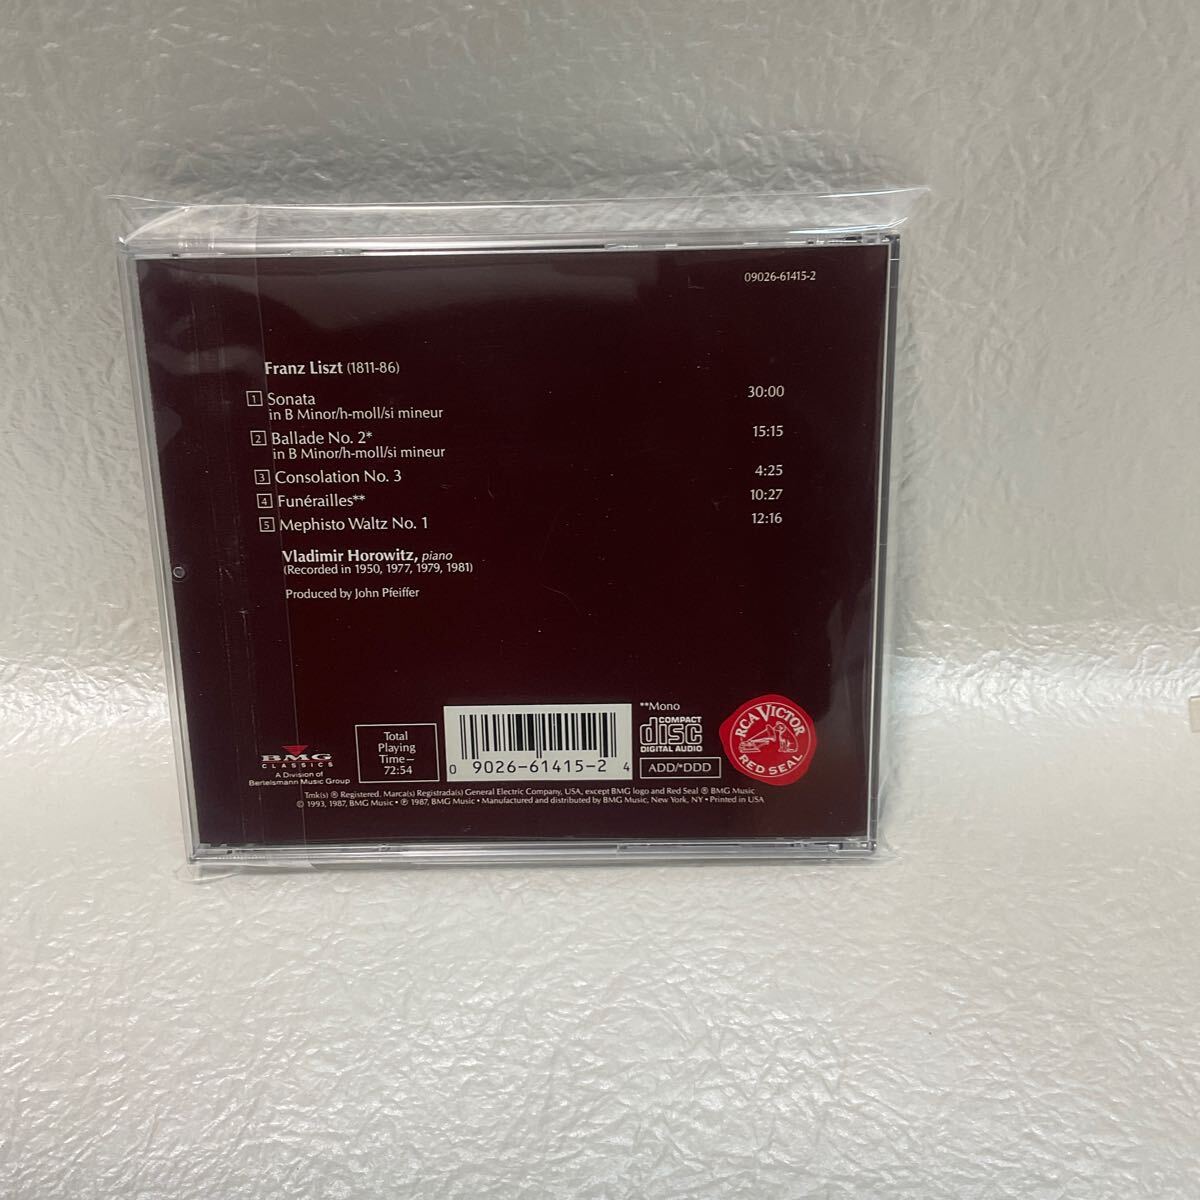 09026-61415-2
Franz Liszt (1811-86)
1 Sonata 30:00
in B Minor/h-moll/si mineur
2 Ballade No. 2* 15:15
in B Minor/h-moll/si mineur
3 Consolation No. 3 4:25
4 Funérailles** 10:27
5 Mephisto Waltz No. 1 12:16
Vladimir Horowitz, piano
(Recorded in 1950, 1977, 1979, 1981)
Produced by John Pfeiffer
BMG
CLASSICS
A Division of
Bertelsmann Music Group
Total
Playing
Time—
72:54
0 9026-61415-2 4
**Mono
COMPACT
disc
DIGITAL AUDIO
ADD/*DDD
RCA VICTOR
RED SEAL
Tmk(s) ® Registered. Marca(s) Registrada(s) General Electric Company, USA, except BMG logo and Red Seal ® BMG Music
© 1993, 1987, BMG Music • ℗ 1987, BMG Music • Manufactured and distributed by BMG Music, New York, NY • Printed in USA